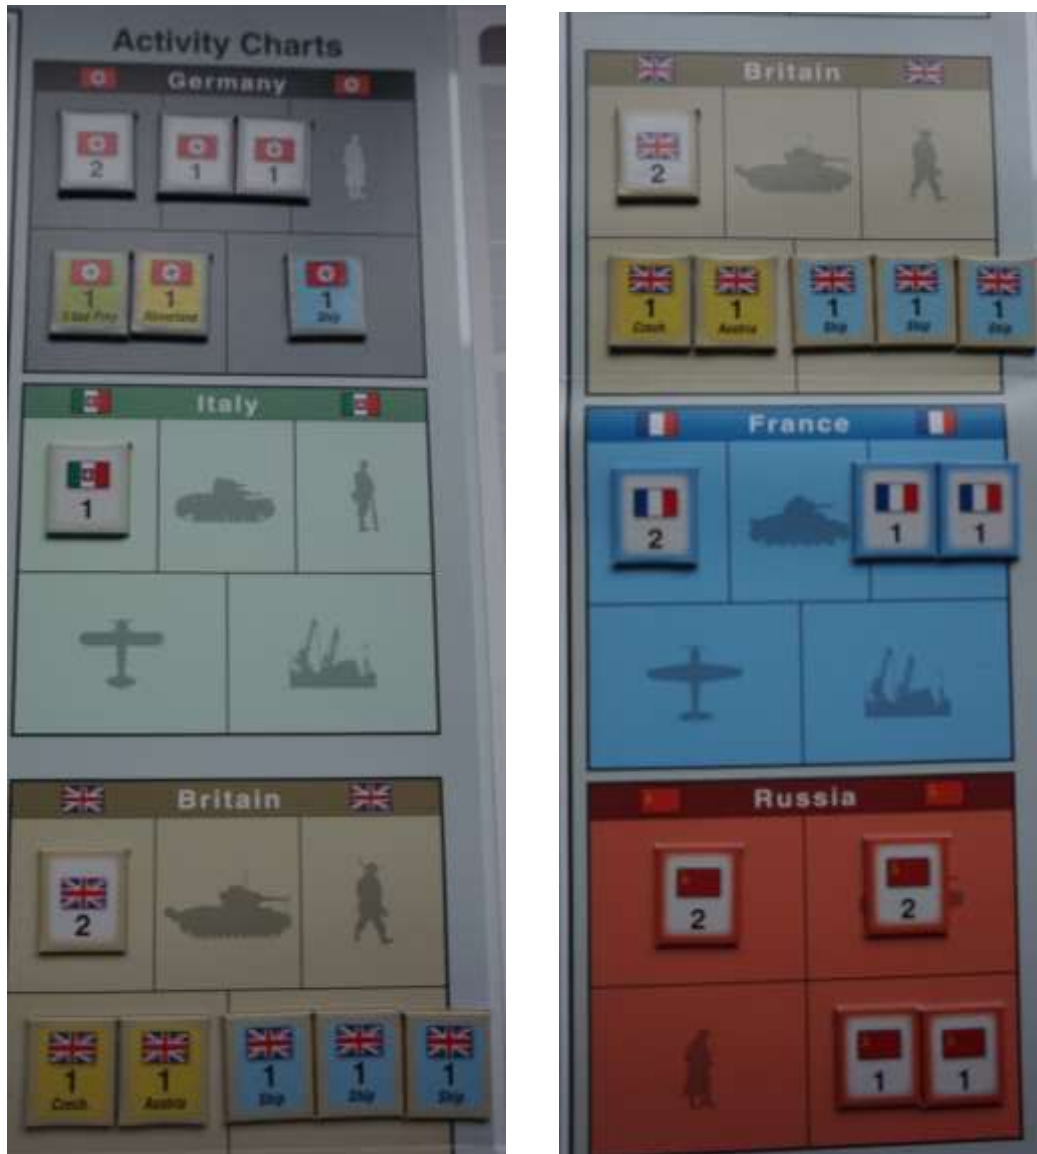 Activity Charts
Germany
2 1 1
1 1 1
Ship
Italy
1
Britain
2
1 1 1 1 1
Czech. Austria Ship Ship Ship
Britain
2
1 1 1 1 1
Czech. Austria Ship Ship Ship
France
2 1 1
Russia
2 2
1 1